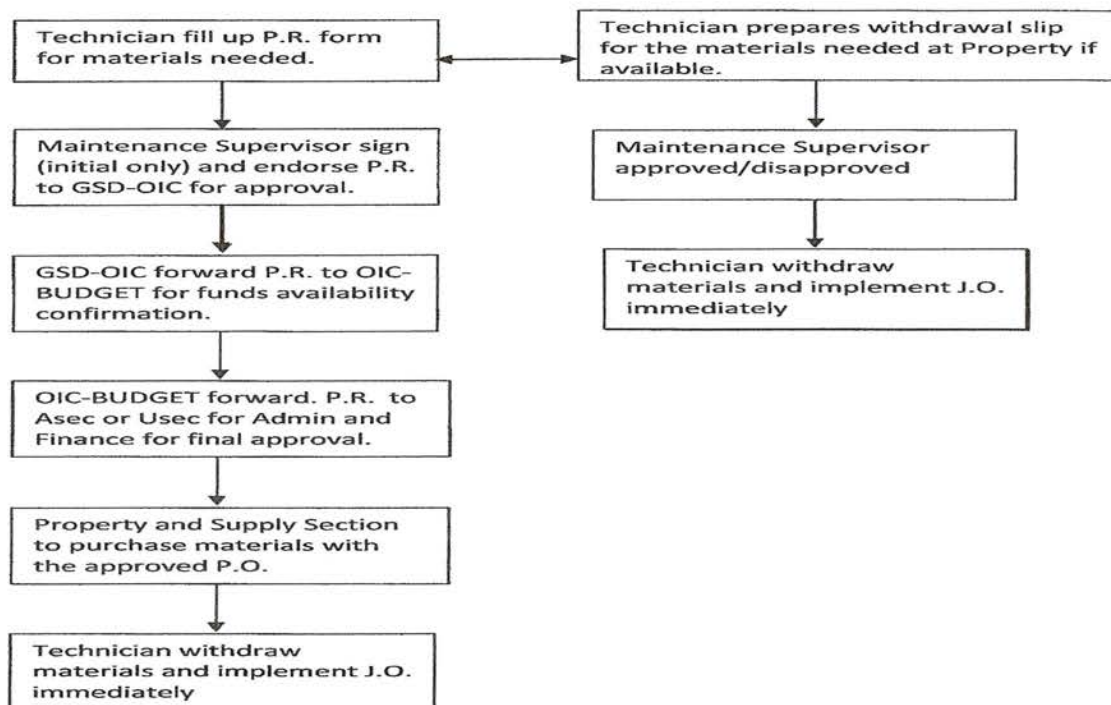 Technician fill up P.R. form
for materials needed.
Maintenance Supervisor sign
(initial only) and endorse P.R.
to GSD-OIC for approval.
GSD-OIC forward P.R. to OIC-
BUDGET for funds availability
confirmation.
OIC-BUDGET forward. P.R. to
Asec or Usec for Admin and
Finance for final approval.
Property and Supply Section
to purchase materials with
the approved P.O.
Technician withdraw
materials and implement J.O.
immediately
Technician prepares withdrawal slip
for the materials needed at Property if
available.
Maintenance Supervisor
approved/disapproved
Technician withdraw
materials and implement J.O.
immediately